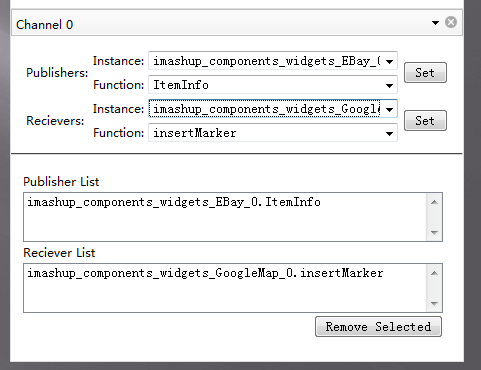 Channel 0
Publishers:
Instance: imashup_components_widgets_EBay_
Set
Function: ItemInfo
Recievers:
Instance: imashup_components_widgets_Google
Set
Function: insertMarker
Publisher List
imashup_components_widgets_EBay_0.ItemInfo
Reciever List
imashup_components_widgets_GoogleMap_0.insertMarker
Remove Selected